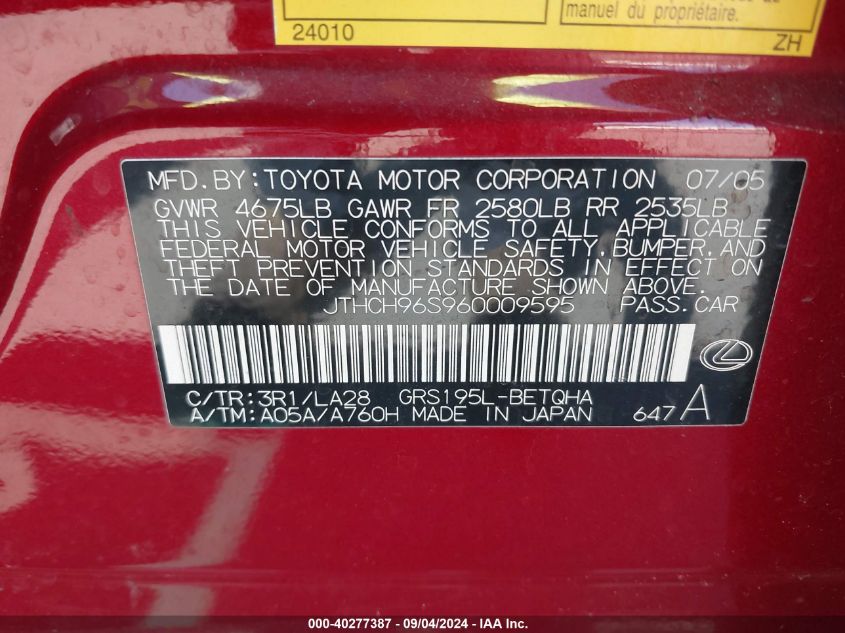 manuel du propriétaire.
24010
ZH
MFD. BY: TOYOTA MOTOR CORPORATION 07/05
GVWR 4675LB GAWR FR 2580LB RR 2535LB
THIS VEHICLE CONFORMS TO ALL APPLICABLE
FEDERAL MOTOR VEHICLE SAFETY, BUMPER, AND
THEFT PREVENTION STANDARDS IN EFFECT ON
THE DATE OF MANUFACTURE SHOWN ABOVE.
JTHCH96S960009595 PASS. CAR
C/TR: 3R1/LA28 GRS195L-BETQHA
A/TM: A05A/A760H MADE IN JAPAN 647 A
000-40277387 - 09/04/2024 - IAA Inc.